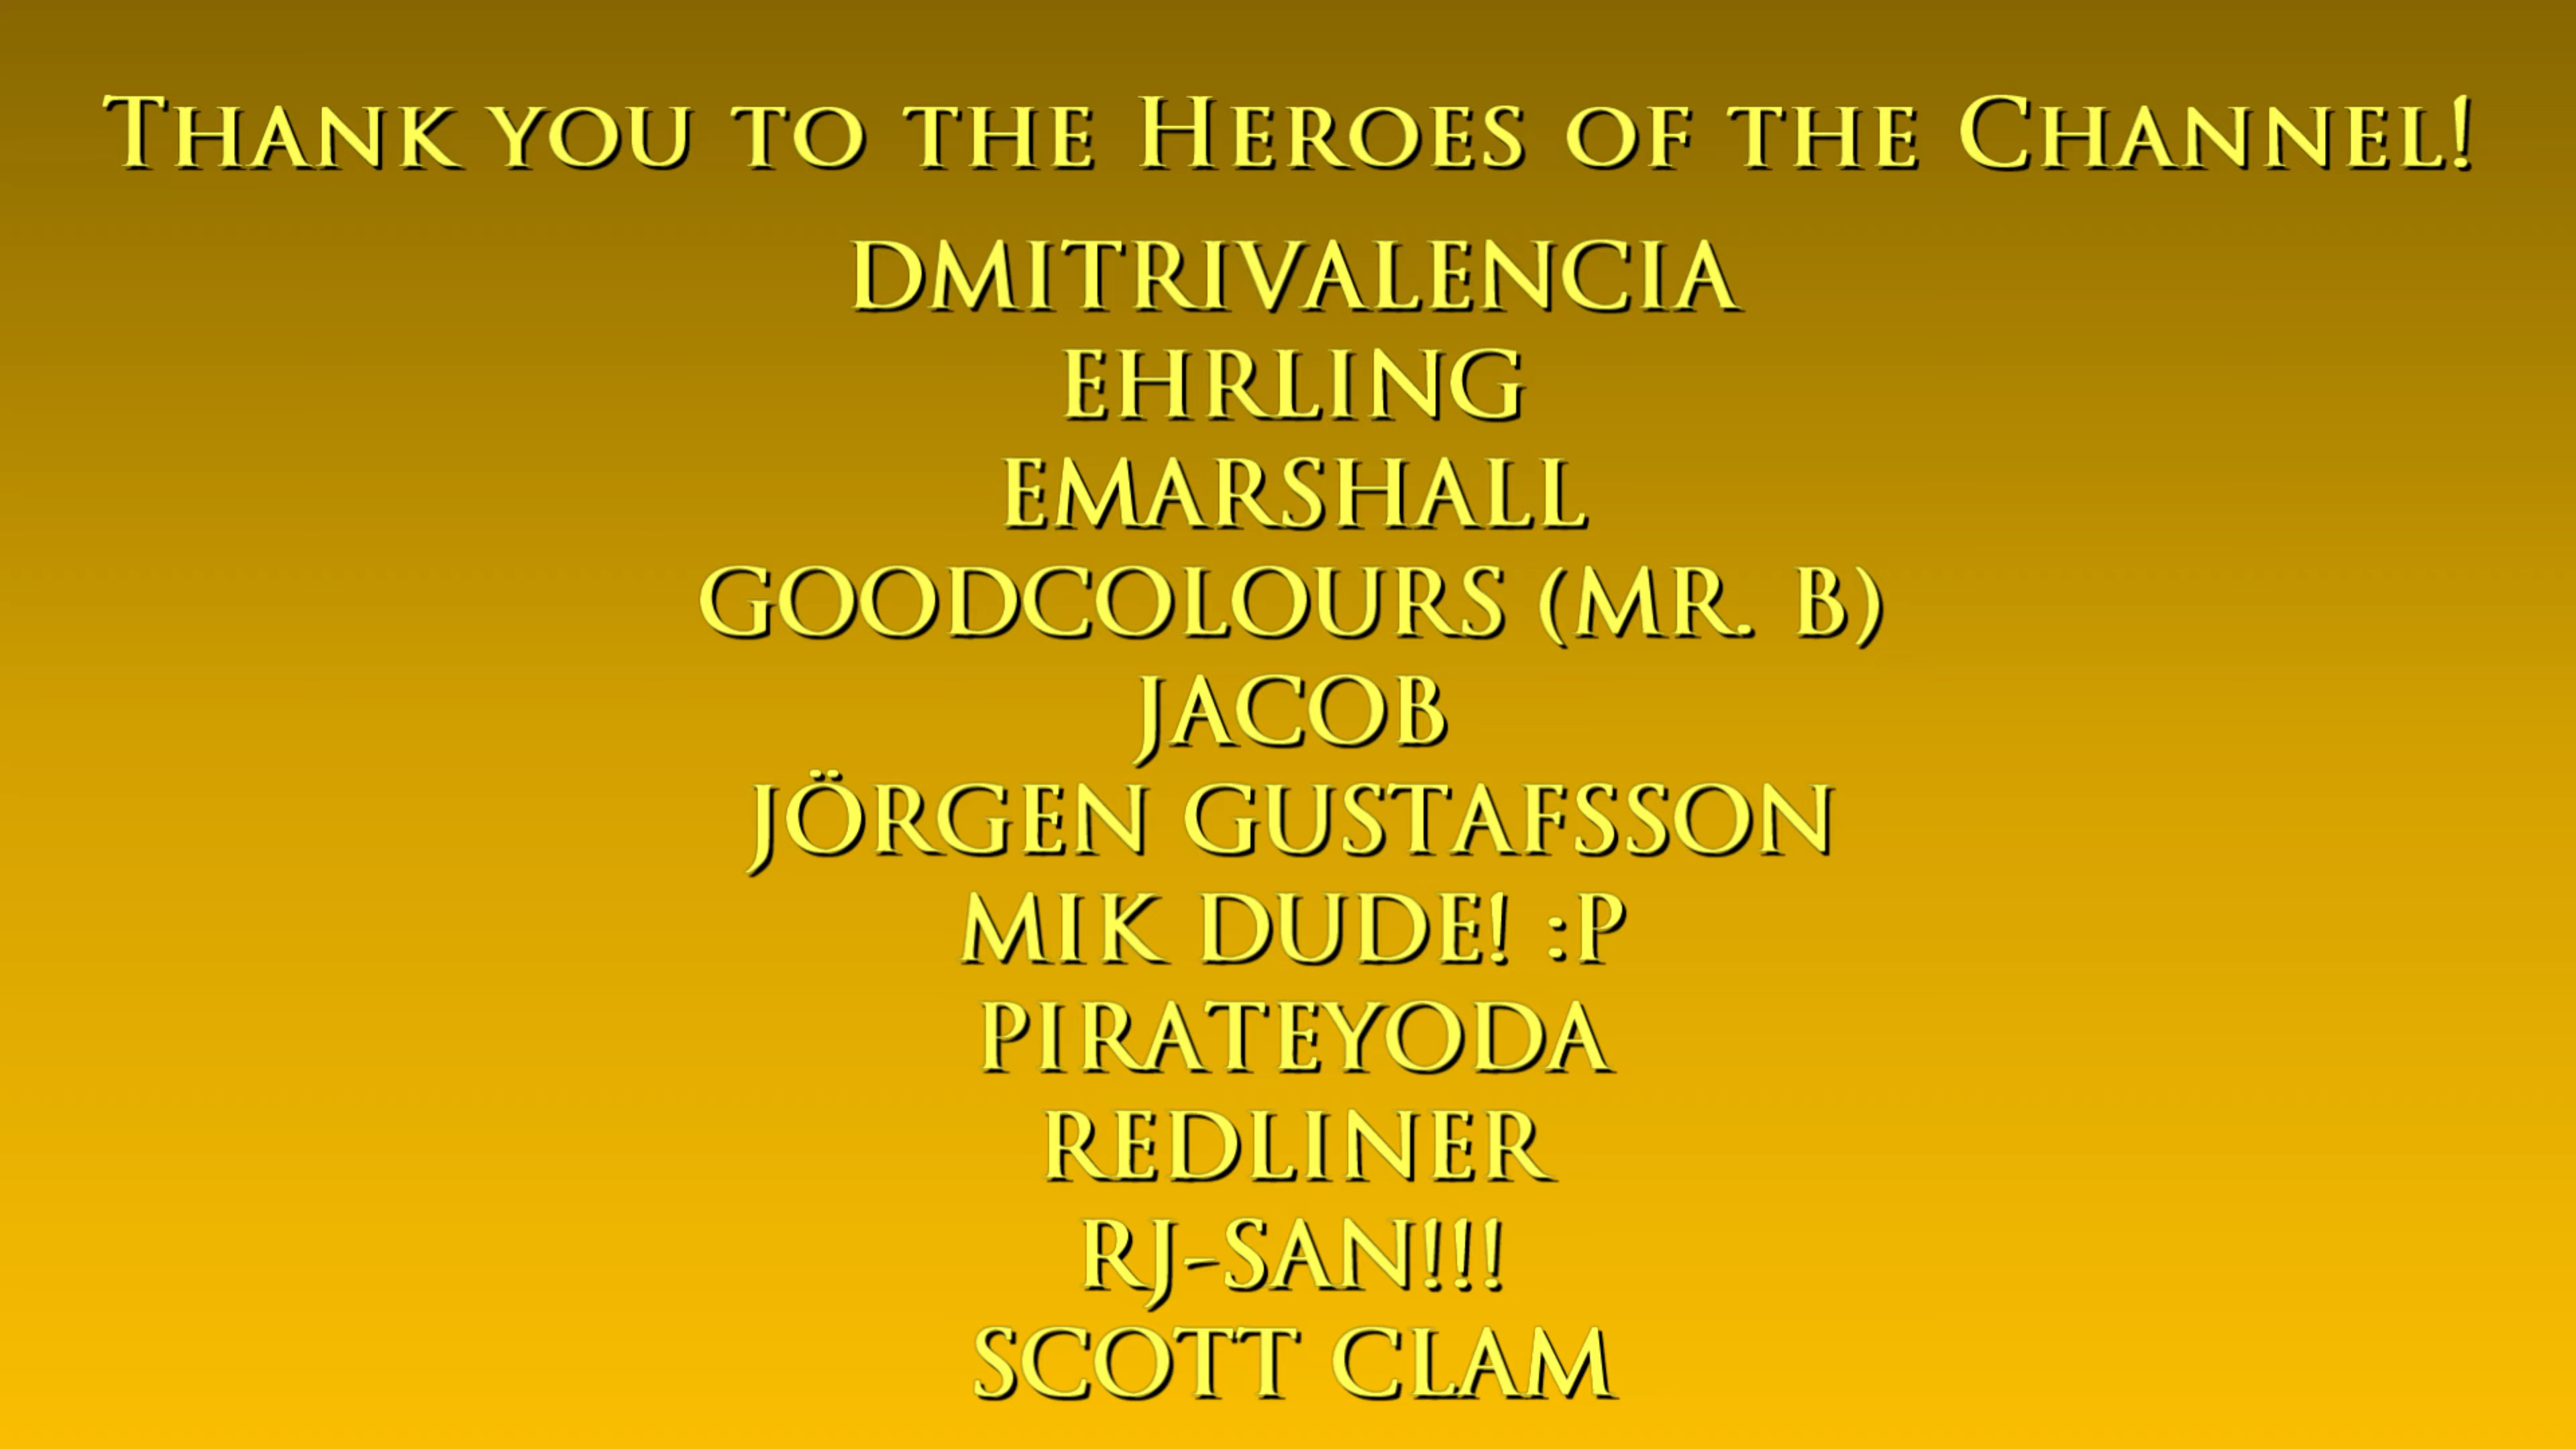 Thank you to the Heroes of the Channel!
DMITRIVALENCIA
EHRLING
EMARSHALL
GOODCOLOURS (MR. B)
JACOB
JÖRGEN GUSTAFSSON
MIK DUDE! :P
PIRATEYODA
REDLINER
RJ-SAN!!!
SCOTT CLAM